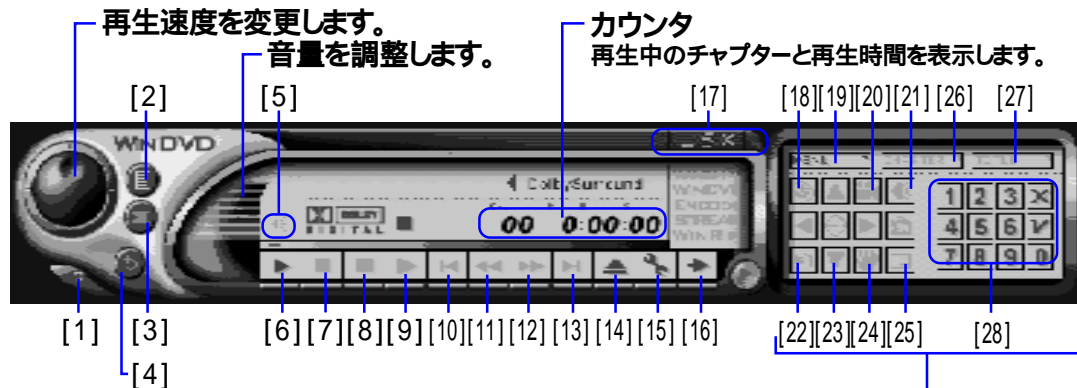 再生速度を変更します。
音量を調整します。
カウンタ
再生中のチャプターと再生時間を表示します。
[2]
[5]
[17]
[18][19][20][21] [26] [27]
WINDVD
Dolby Surround
DIGITAL
00 0:00:00
MENU
1 2 3
4 5 6
7 8 9 0
[1] [3] [6] [7] [8] [9] [10] [11] [12] [13] [14] [15] [16]
[22][23][24][25] [28]
[4]